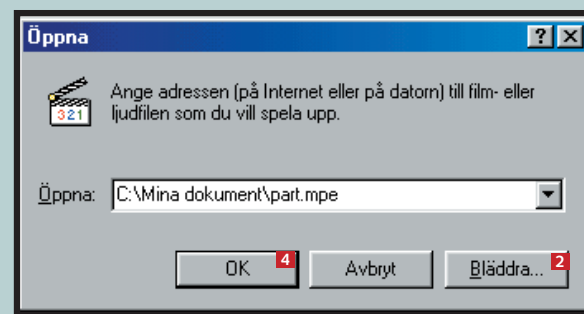 Öppna
Ange adressen (på Internet eller på datorn) till film- eller
ljudfilen som du vill spela upp.
321
Öppna: C:\Mina dokument\part.mpe
OK 4 Avbryt Bläddra... 2